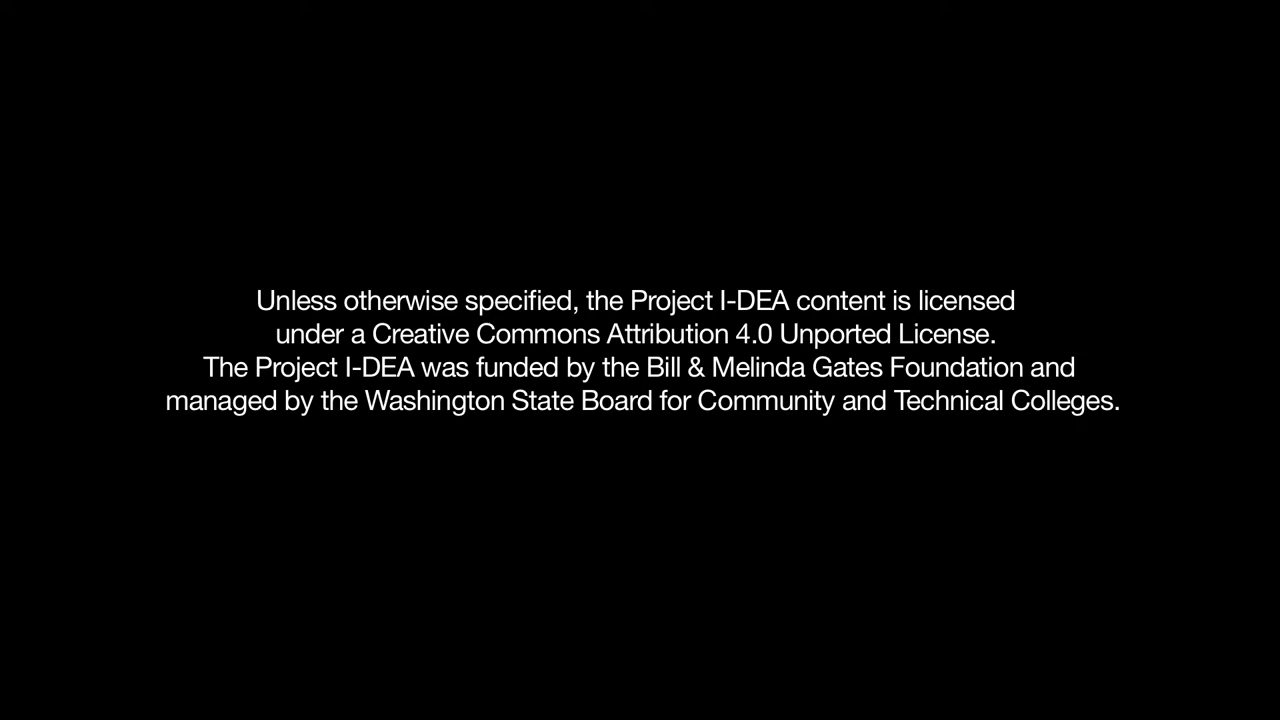 Unless otherwise specified, the Project I-DEA content is licensed
under a Creative Commons Attribution 4.0 Unported License.
The Project I-DEA was funded by the Bill & Melinda Gates Foundation and
managed by the Washington State Board for Community and Technical Colleges.